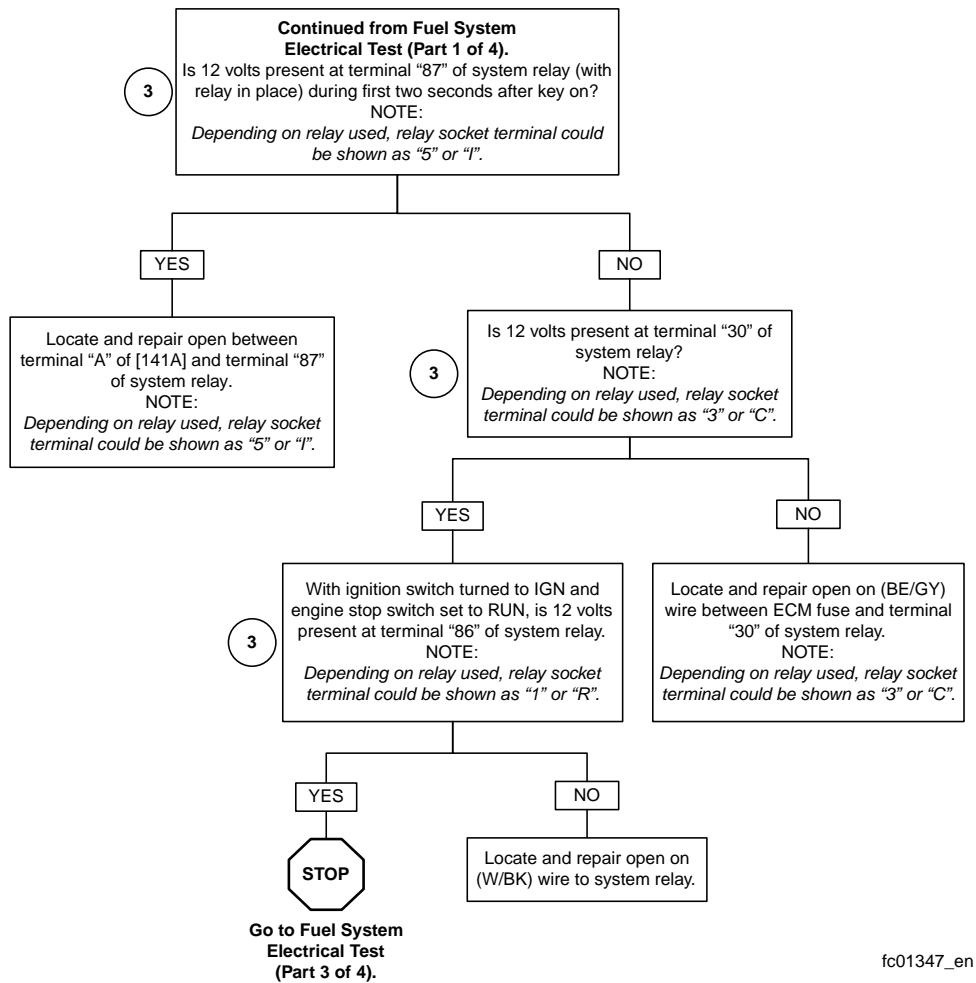 Continued from Fuel System
Electrical Test (Part 1 of 4).
Is 12 volts present at terminal “87” of system relay (with
relay in place) during first two seconds after key on?
NOTE:
Depending on relay used, relay socket terminal could
be shown as “5” or “I”.
3
YES
NO
Locate and repair open between
terminal “A” of [141A] and terminal “87”
of system relay.
NOTE:
Depending on relay used, relay socket
terminal could be shown as “5” or “I”.
3
Is 12 volts present at terminal “30” of
system relay?
NOTE:
Depending on relay used, relay socket
terminal could be shown as “3” or “C”.
YES
NO
3
With ignition switch turned to IGN and
engine stop switch set to RUN, is 12 volts
present at terminal “86” of system relay.
NOTE:
Depending on relay used, relay socket
terminal could be shown as “1” or “R”.
Locate and repair open on (BE/GY)
wire between ECM fuse and terminal
“30” of system relay.
NOTE:
Depending on relay used, relay socket
terminal could be shown as “3” or “C”.
YES
NO
STOP
Go to Fuel System
Electrical Test
(Part 3 of 4).
Locate and repair open on
(W/BK) wire to system relay.
fc01347_en